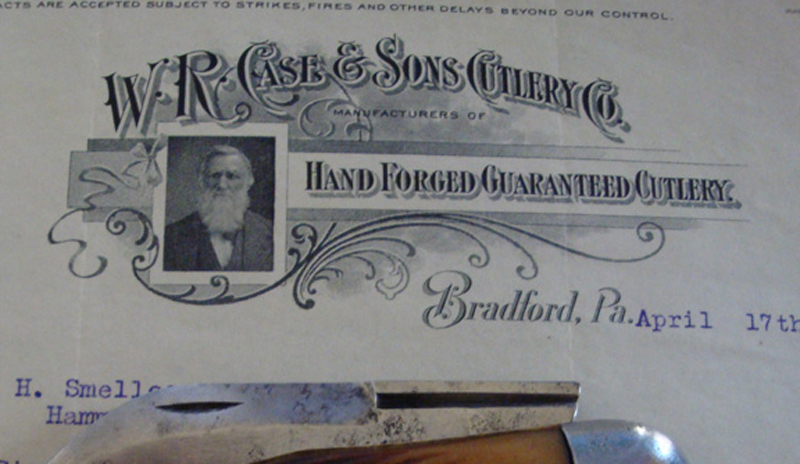 ACTS ARE ACCEPTED SUBJECT TO STRIKES, FIRES AND OTHER DELAYS BEYOND OUR CONTROL.
W. R. CASE & SONS CUTLERY CO.
MANUFACTURERS OF
HAND FORGED GUARANTEED CUTLERY.
Bradford, Pa. April 17th
H.